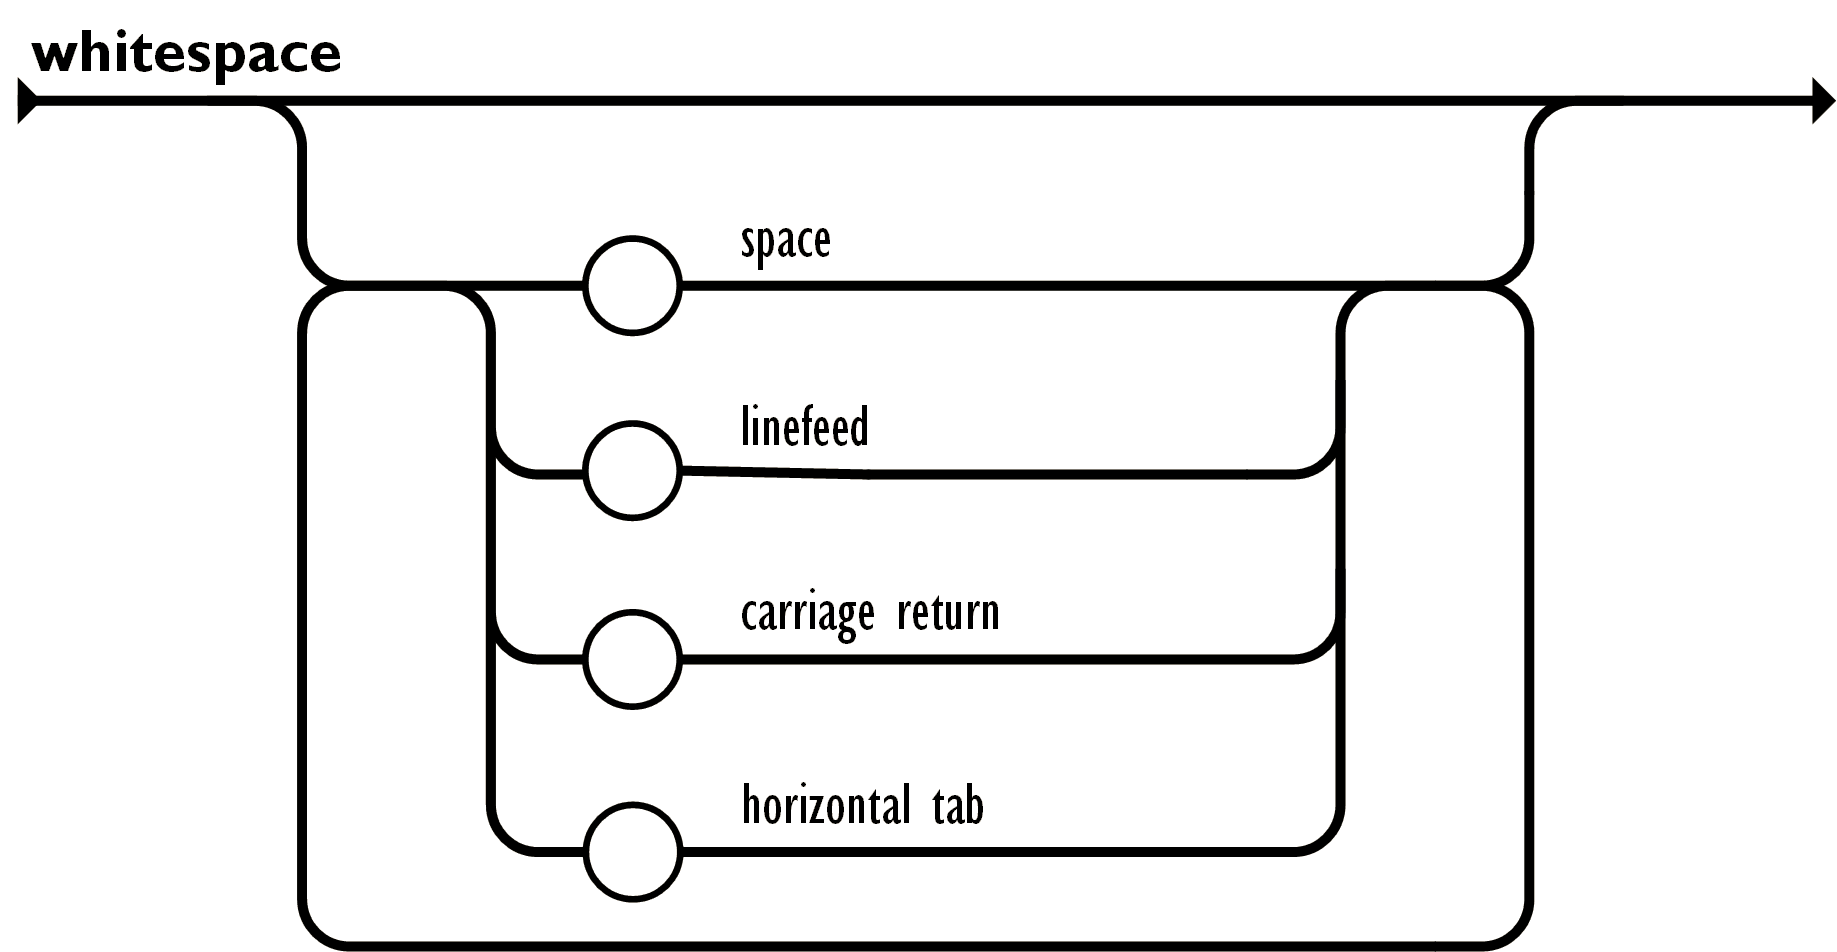 whitespace
space
linefeed
carriage return
horizontal tab